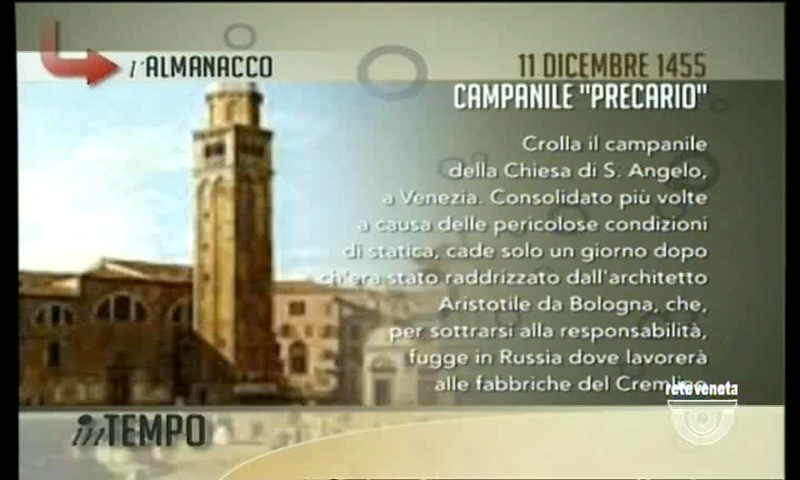 l'ALMANACCO
11 DICEMBRE 1455
CAMPANILE "PRECARIO"
Crolla il campanile
della Chiesa di S. Angelo,
a Venezia. Consolidato più volte
a causa delle pericolose condizioni
di statica, cade solo un giorno dopo
ch'era stato raddrizzato dall'architetto
Aristotile da Bologna, che,
per sottrarsi alla responsabilità,
fugge in Russia dove lavorerà
alle fabbriche del Cremlino
reteveneta
inTEMPO